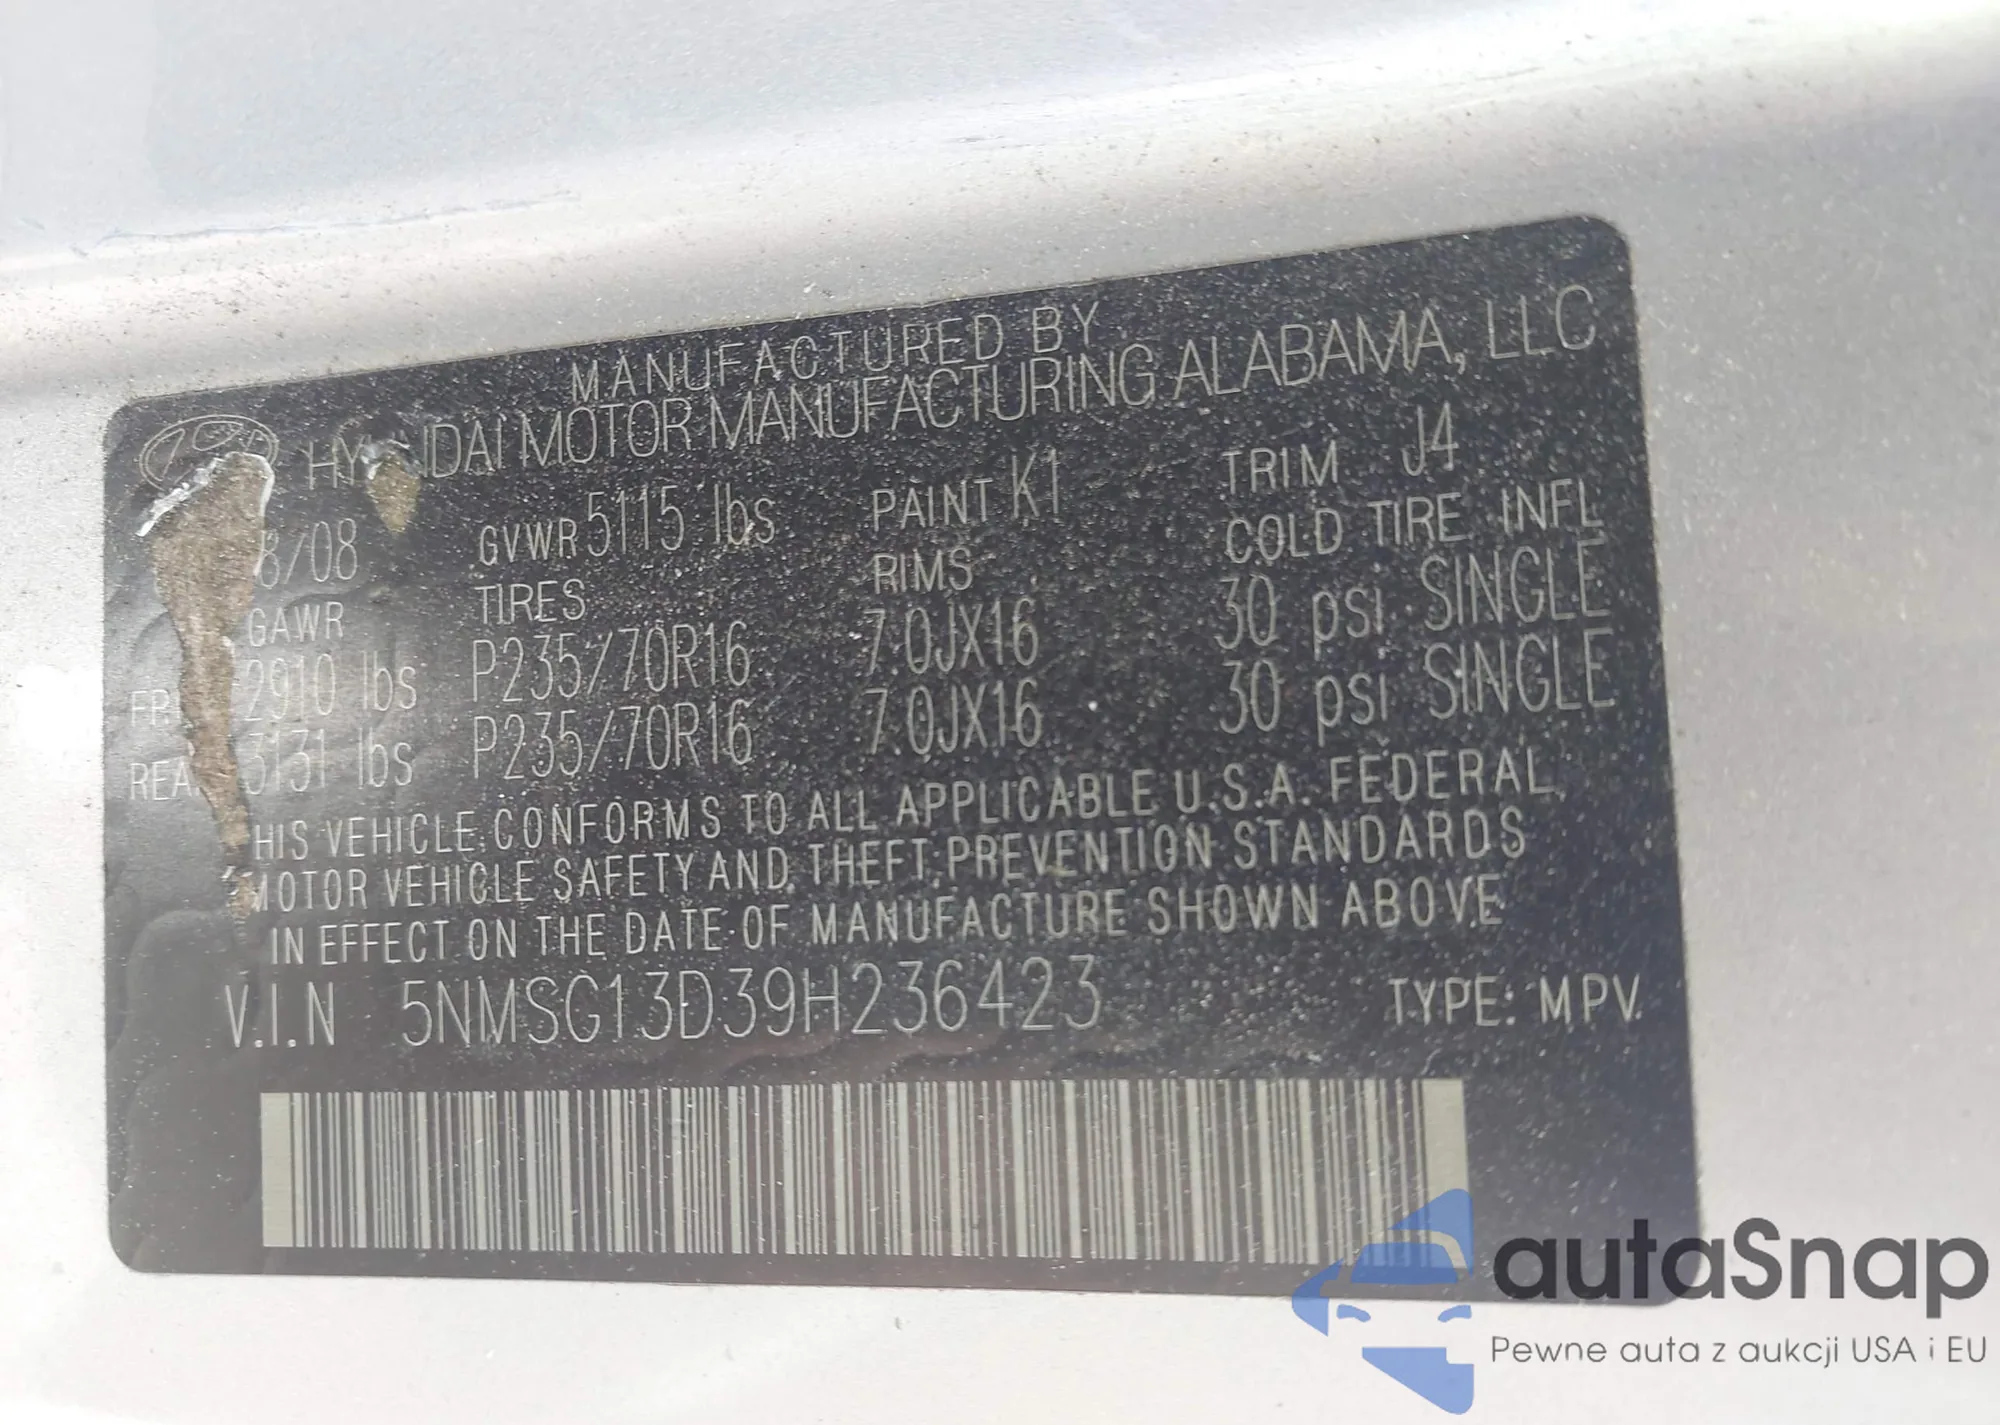 MANUFACTURED BY
HYUNDAI MOTOR MANUFACTURING ALABAMA, LLC
8/08 GVWR 5115 lbs PAINT K1 TRIM J4
GAWR TIRES RIMS COLD TIRE INFL
FR 2910 lbs P235/70R16 7.0JX16 30 psi SINGLE
REA 3131 lbs P235/70R16 7.0JX16 30 psi SINGLE
HIS VEHICLE CONFORMS TO ALL APPLICABLE U.S.A. FEDERAL
MOTOR VEHICLE SAFETY AND THEFT PREVENTION STANDARDS
IN EFFECT ON THE DATE OF MANUFACTURE SHOWN ABOVE
V.I.N 5NMSG13D39H236423 TYPE: MPV
autaSnap
Pewne auta z aukcji USA i EU